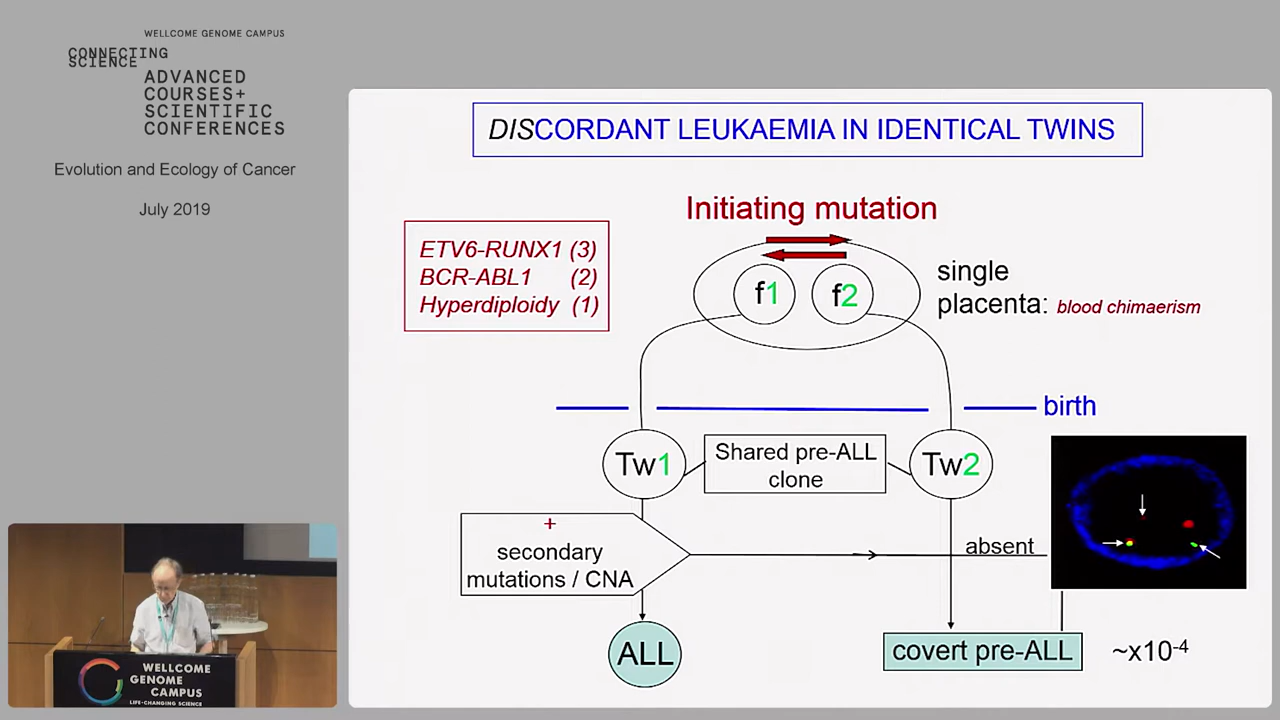 WELLCOME GENOME CAMPUS
CONNECTING
SCIENCE
ADVANCED
COURSES+
SCIENTIFIC
CONFERENCES
Evolution and Ecology of Cancer
July 2019
DISCORDANT LEUKAEMIA IN IDENTICAL TWINS
Initiating mutation
ETV6-RUNX1 (3)
BCR-ABL1 (2)
Hyperdiploidy (1)
f1
f2
single
placenta: blood chimaerism
birth
Tw1
Shared pre-ALL
clone
Tw2
+
secondary
mutations / CNA
absent
ALL
covert pre-ALL
~x10-4
WELLCOME
GENOME
CAMPUS
LIFE-CHANGING SCIENCE